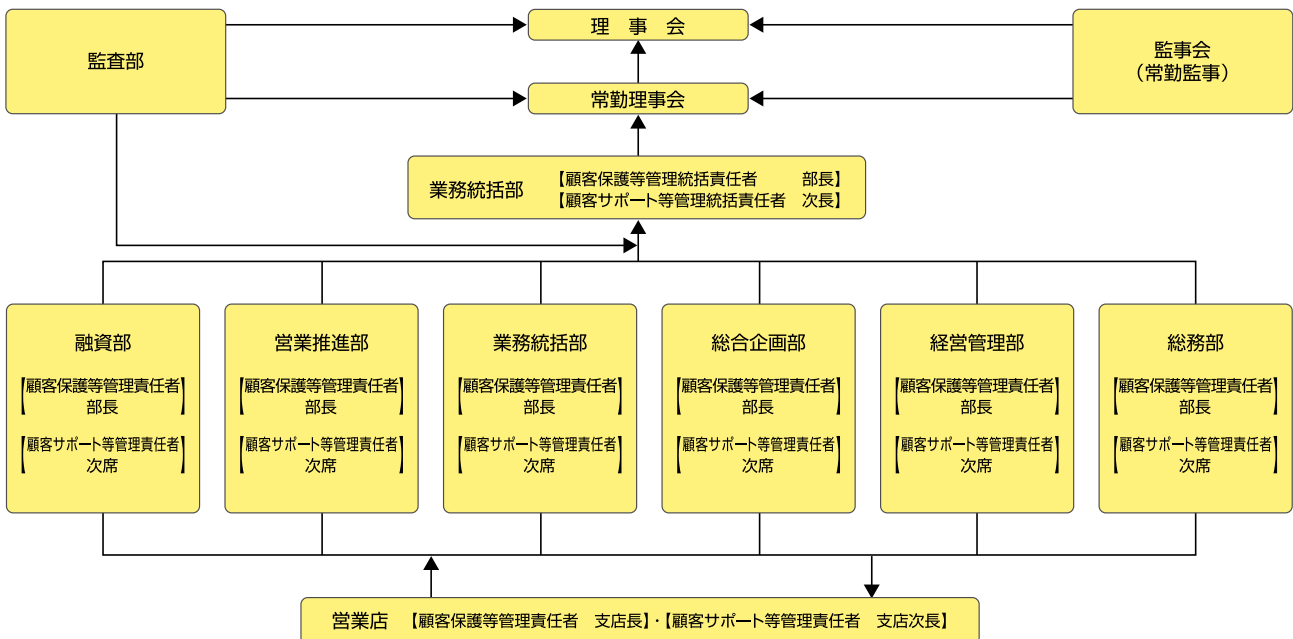 監査部
理　事　会
監事会
（常勤監事）
常勤理事会
業務統括部
【顧客保護等管理統括責任者　　　部長】
【顧客サポート等管理統括責任者　次長】
融資部
【顧客保護等管理責任者
部長】
【顧客サポート等管理責任者
次席】
営業推進部
【顧客保護等管理責任者
部長】
【顧客サポート等管理責任者
次席】
業務統括部
【顧客保護等管理責任者
部長】
【顧客サポート等管理責任者
次席】
総合企画部
【顧客保護等管理責任者
部長】
【顧客サポート等管理責任者
次席】
経営管理部
【顧客保護等管理責任者
部長】
【顧客サポート等管理責任者
次席】
総務部
【顧客保護等管理責任者
部長】
【顧客サポート等管理責任者
次席】
営業店　【顧客保護等管理責任者　支店長】・【顧客サポート等管理責任者　支店次長】